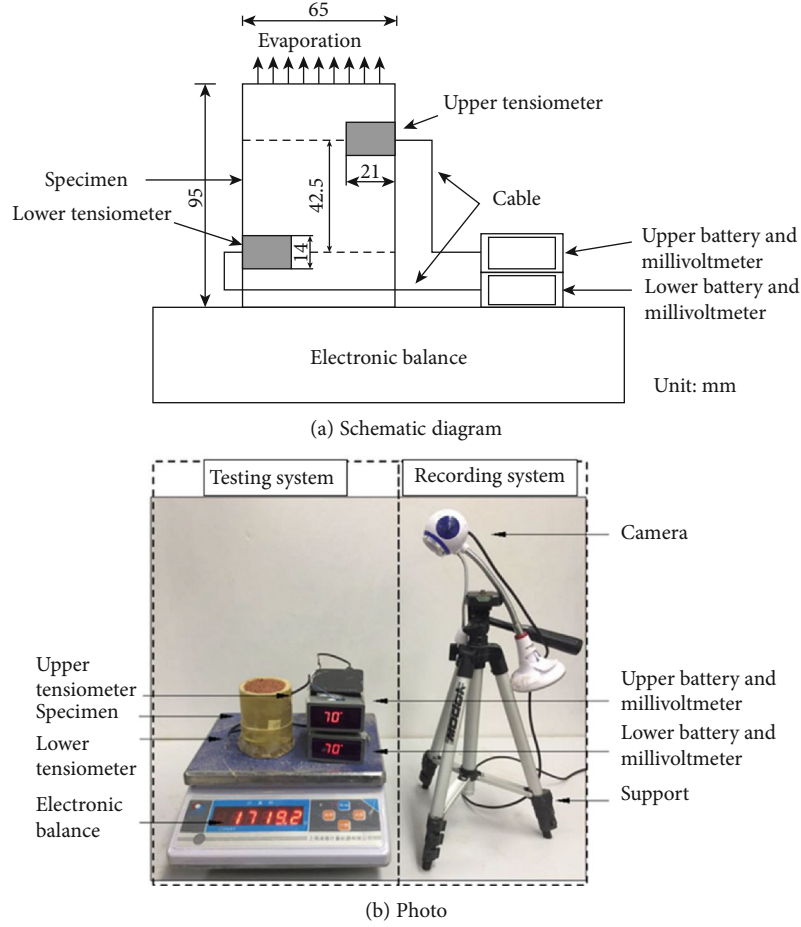 65
Evaporation
Upper tensiometer
Specimen
95
42.5
21
Cable
Lower tensiometer
14
Upper battery and
millivoltmeter
Lower battery and
millivoltmeter
Electronic balance
Unit: mm
(a) Schematic diagram
Testing system
Recording system
Camera
Upper
tensiometer
Specimen
Lower
tensiometer
Electronic
balance
70
70
1719.2
Upper battery and
millivoltmeter
Lower battery and
millivoltmeter
Support
(b) Photo